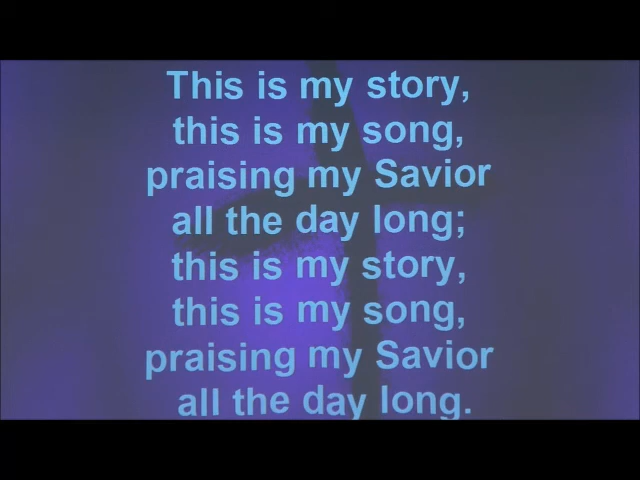 This is my story,
this is my song,
praising my Savior
all the day long;
this is my story,
this is my song,
praising my Savior
all the day long.